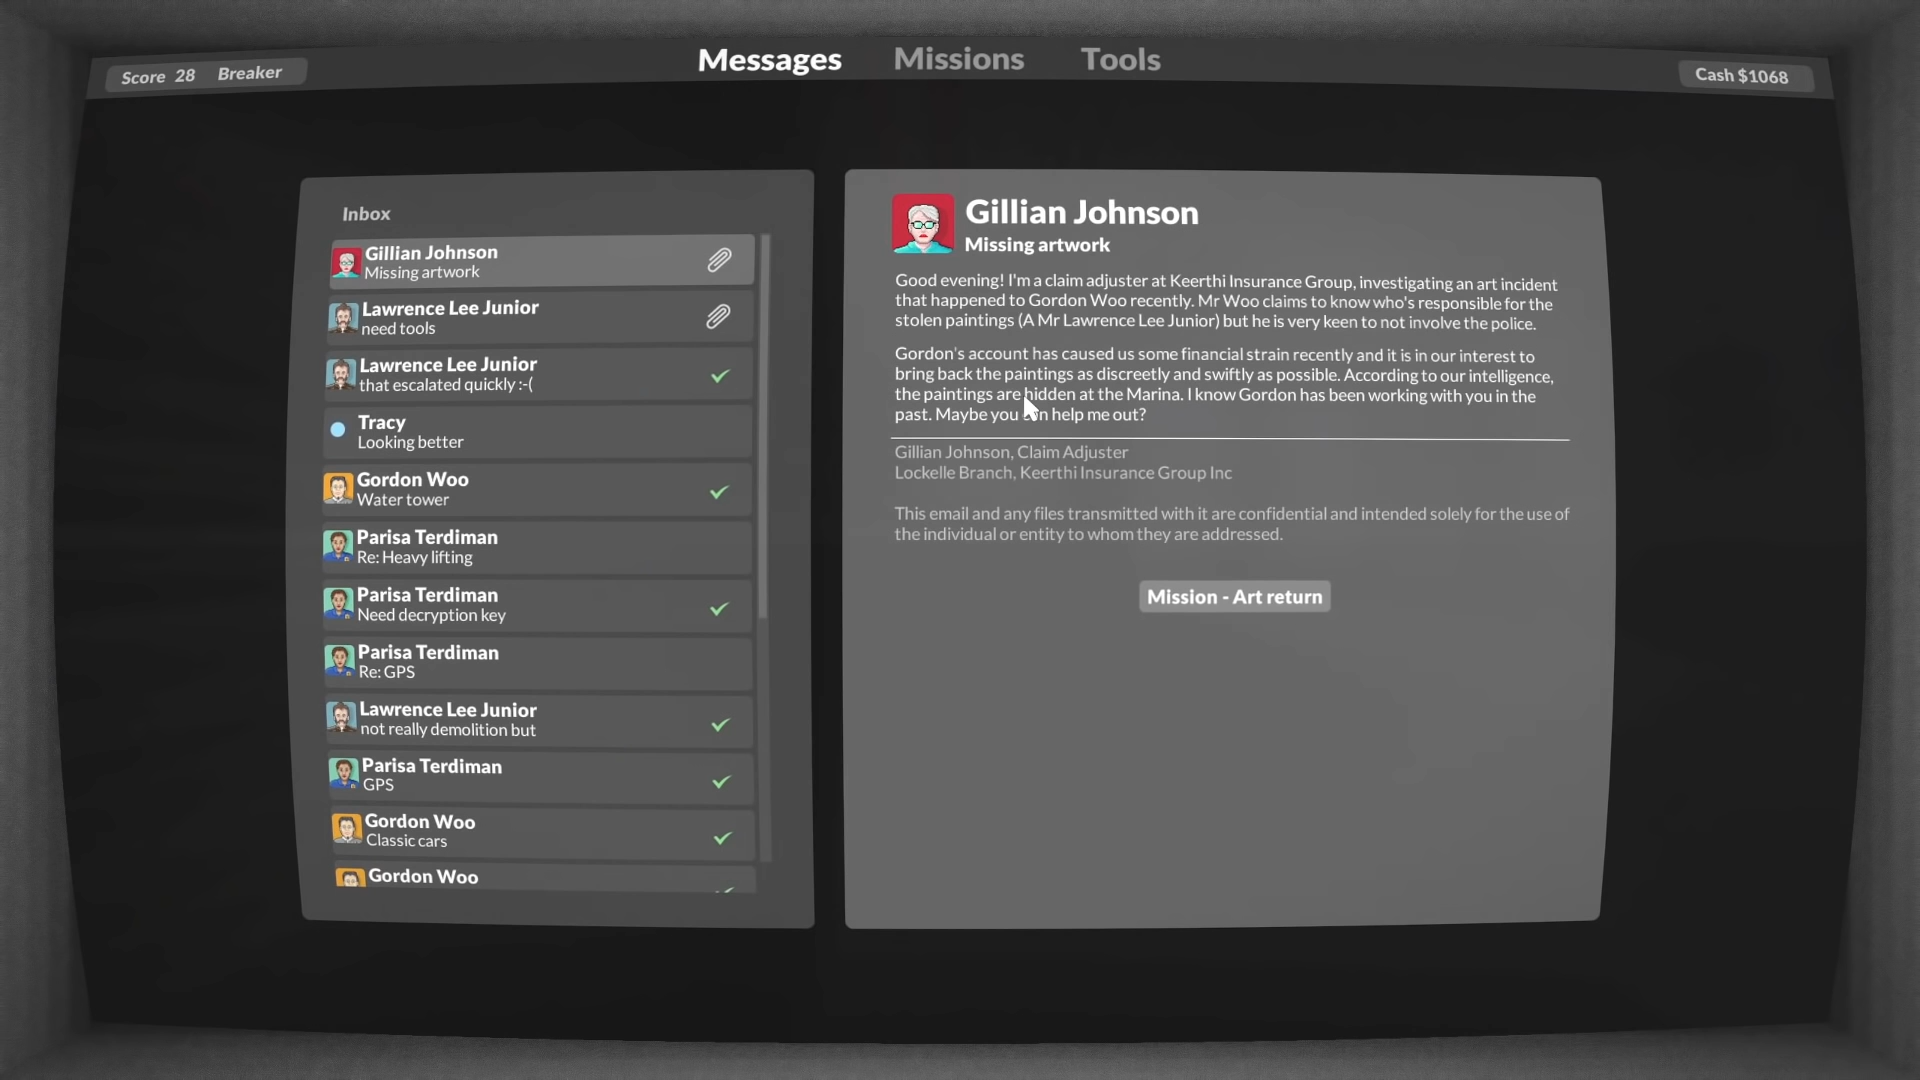 Score 28 Breaker
Messages Missions Tools
Cash $1068
Inbox
Gillian Johnson
Missing artwork
Lawrence Lee Junior
need tools
Lawrence Lee Junior
that escalated quickly :-(
Tracy
Looking better
Gordon Woo
Water tower
Parisa Terdiman
Re: Heavy lifting
Parisa Terdiman
Need decryption key
Parisa Terdiman
Re: GPS
Lawrence Lee Junior
not really demolition but
Parisa Terdiman
GPS
Gordon Woo
Classic cars
Gordon Woo
Gillian Johnson
Missing artwork
Good evening! I'm a claim adjuster at Keerthi Insurance Group, investigating an art incident
that happened to Gordon Woo recently. Mr Woo claims to know who's responsible for the
stolen paintings (A Mr Lawrence Lee Junior) but he is very keen to not involve the police.
Gordon's account has caused us some financial strain recently and it is in our interest to
bring back the paintings as discreetly and swiftly as possible. According to our intelligence,
the paintings are hidden at the Marina. I know Gordon has been working with you in the
past. Maybe you can help me out?
Gillian Johnson, Claim Adjuster
Lockelle Branch, Keerthi Insurance Group Inc
This email and any files transmitted with it are confidential and intended solely for the use of
the individual or entity to whom they are addressed.
Mission - Art return